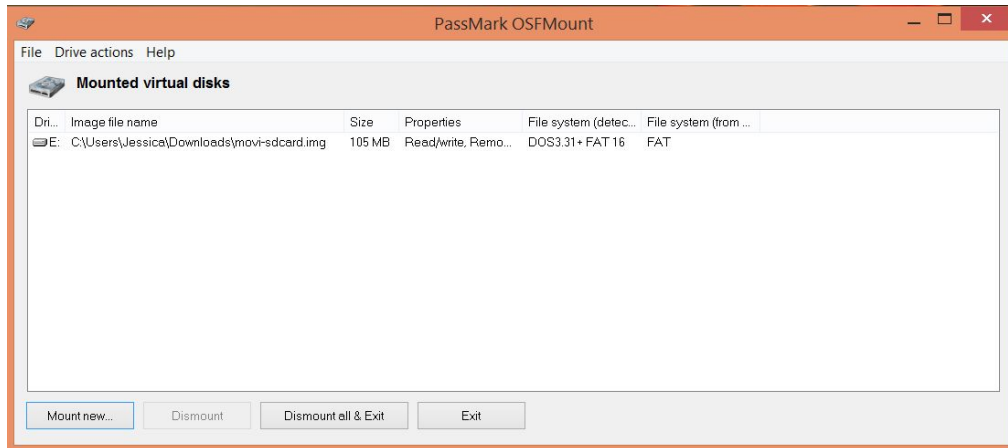 PassMark OSFMount
File Drive actions Help
Mounted virtual disks
Dri... Image file name Size Properties File system (detec... File system (from ...
E: C:\Users\Jessica\Downloads\movi-sdcard.img 105 MB Read/write, Remo... DOS3.31+ FAT 16 FAT
Mount new... Dismount Dismount all & Exit Exit